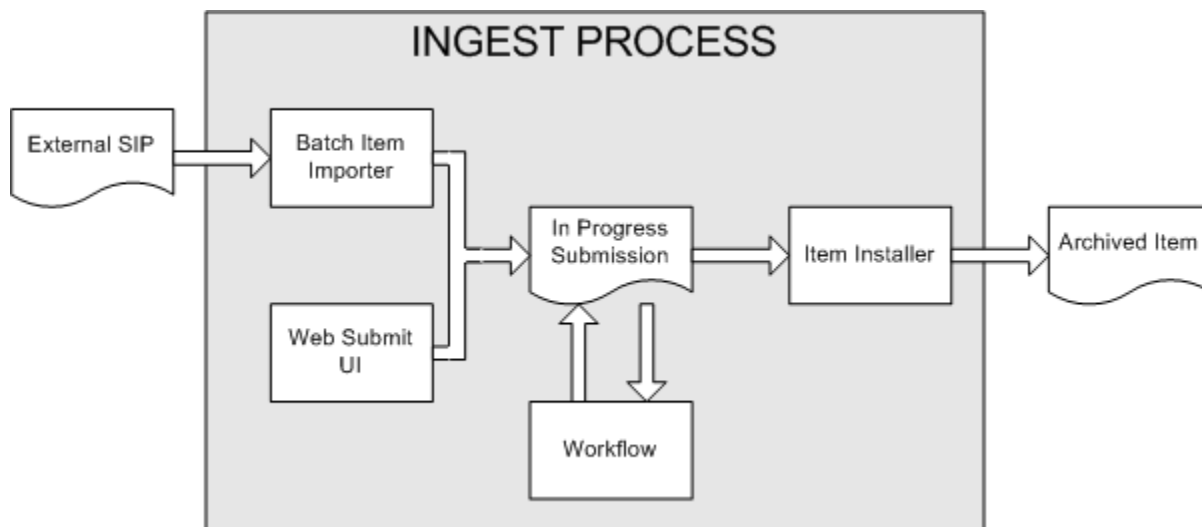 INGEST PROCESS
External SIP
Batch Item
Importer
In Progress
Submission
Item Installer
Archived Item
Web Submit
UI
Workflow